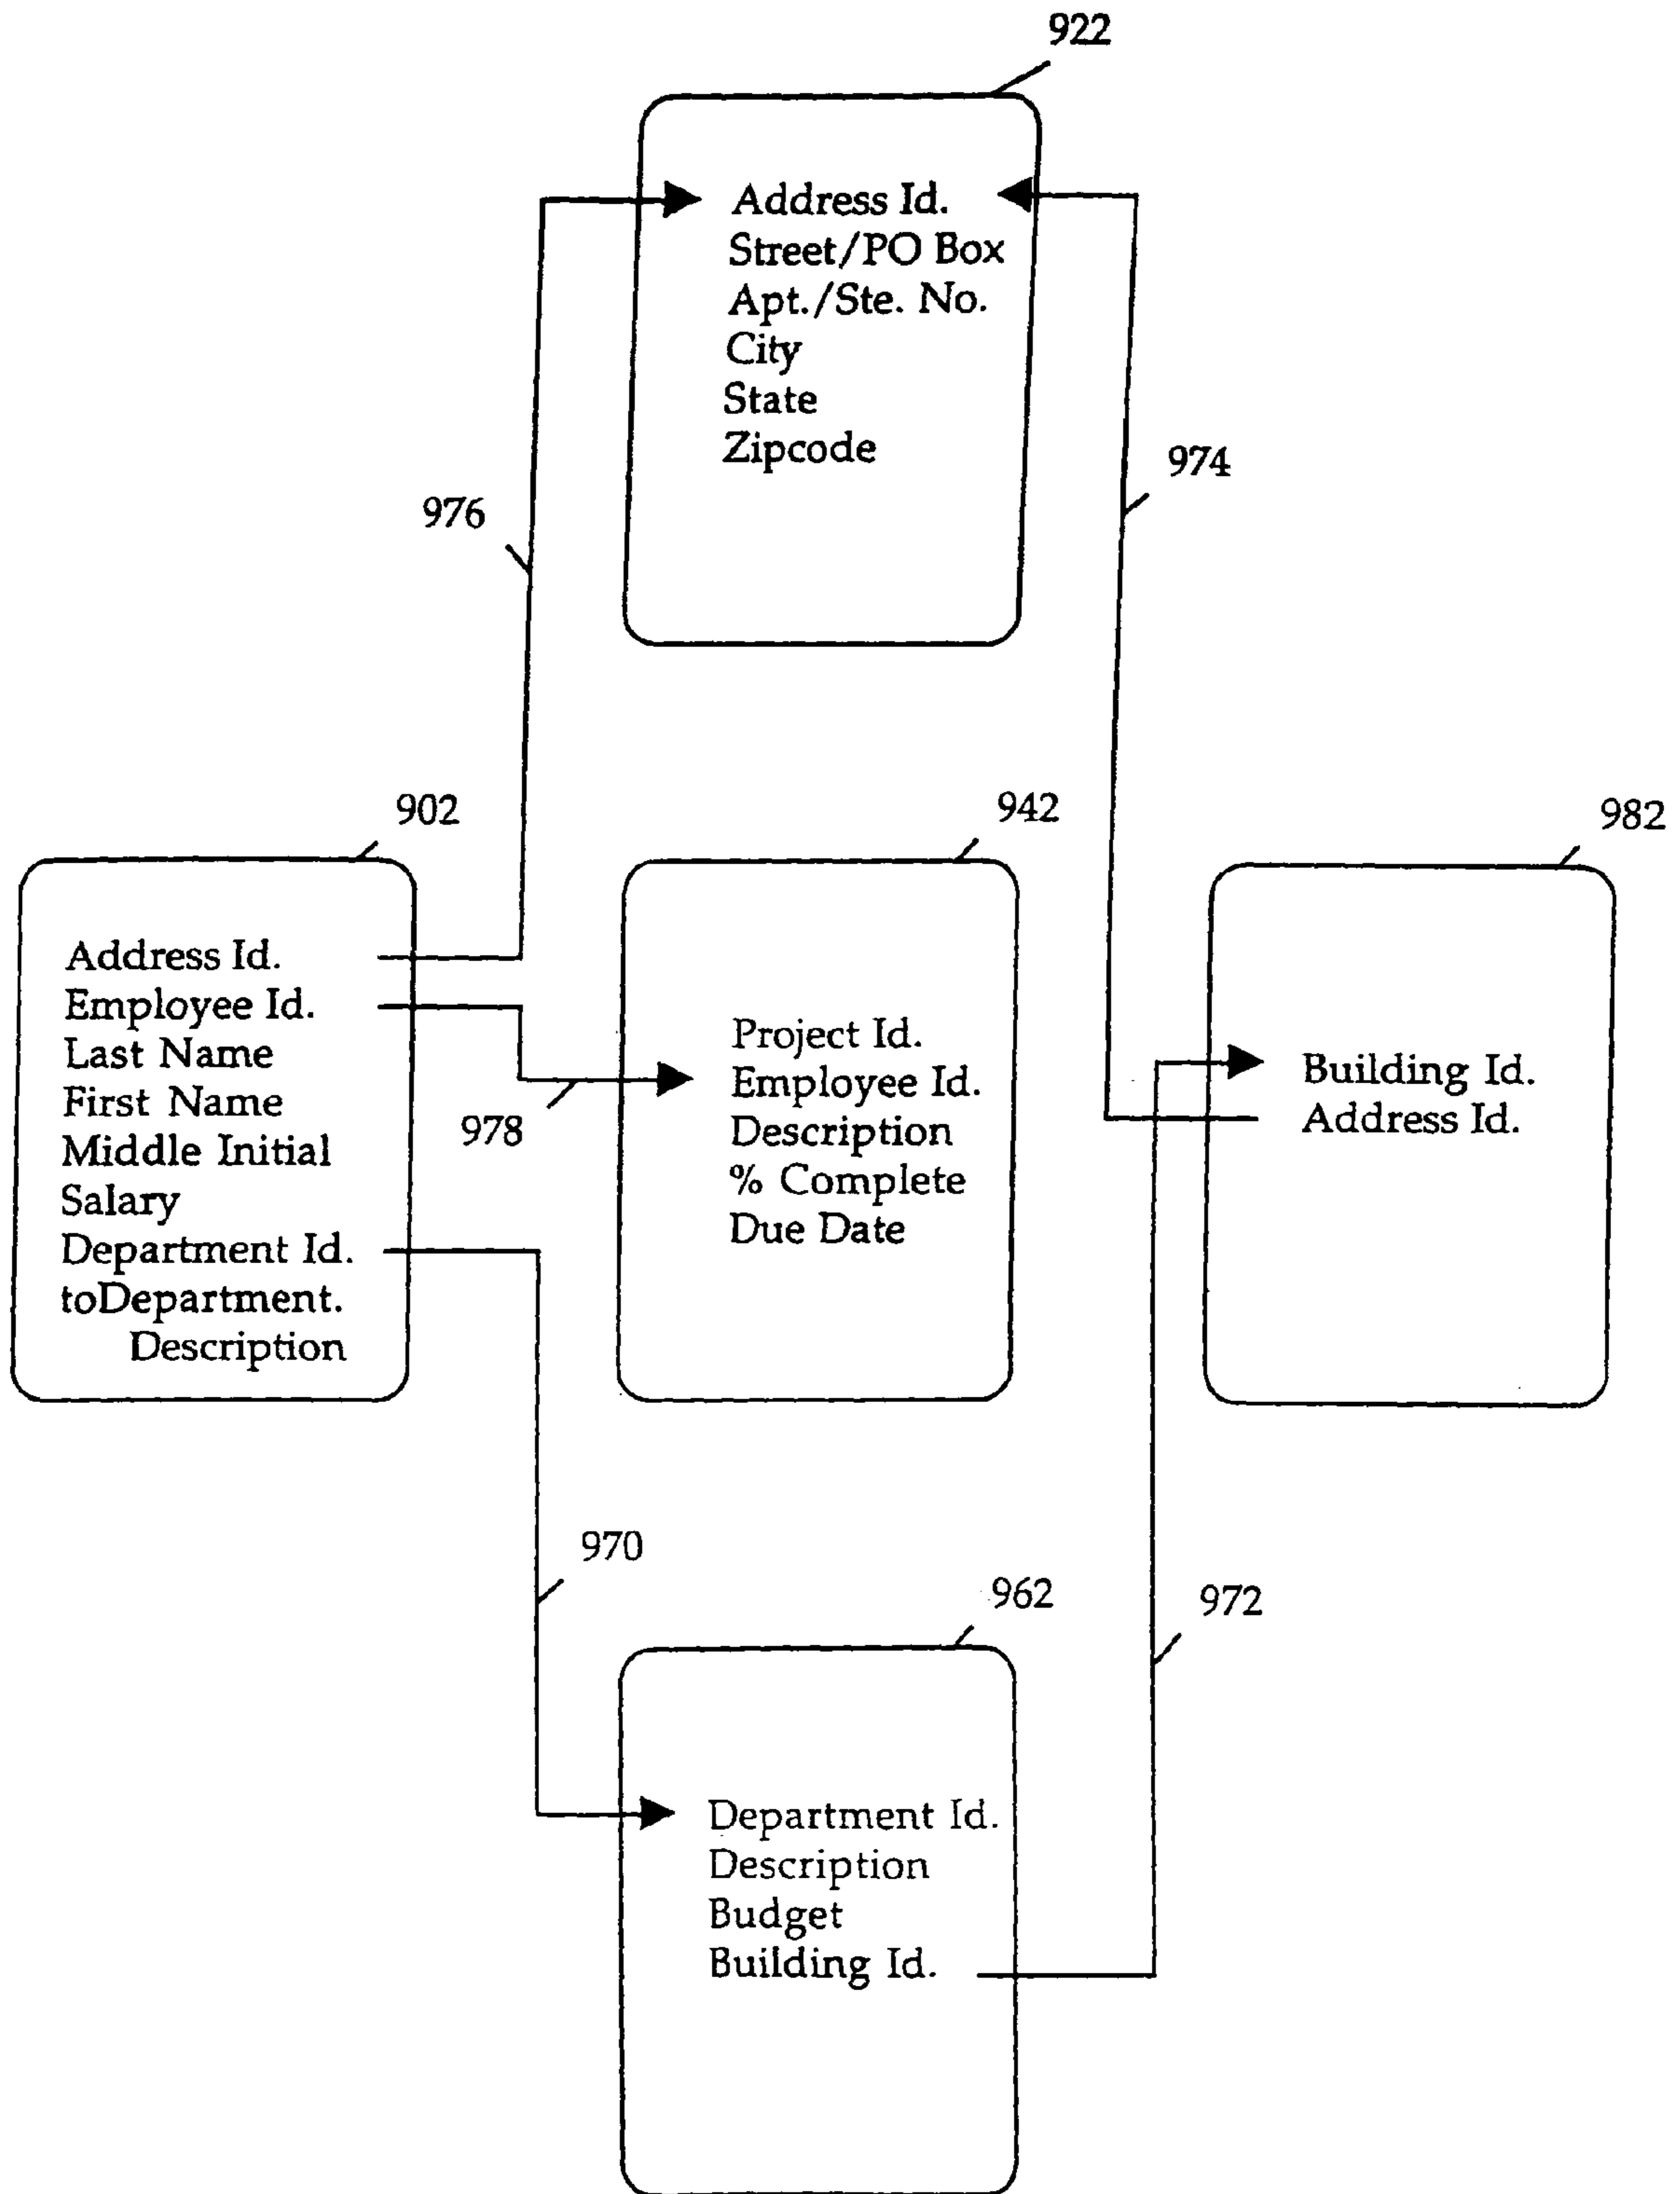 922
Address Id.
Street/PO Box
Apt./Ste. No.
City
State
Zipcode
976
974
902
Address Id.
Employee Id.
Last Name
First Name
Middle Initial
Salary
Department Id.
toDepartment.
Description
942
Project Id.
Employee Id.
Description
% Complete
Due Date
978
982
Building Id.
Address Id.
970
972
962
Department Id.
Description
Budget
Building Id.